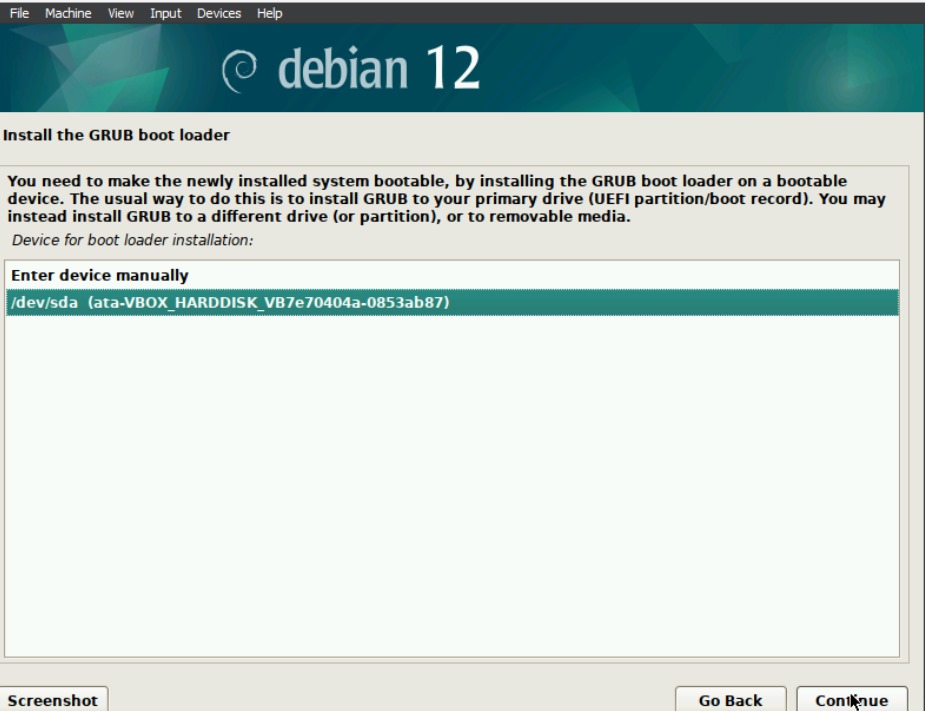 File Machine View Input Devices Help
debian 12
Install the GRUB boot loader
You need to make the newly installed system bootable, by installing the GRUB boot loader on a bootable
device. The usual way to do this is to install GRUB to your primary drive (UEFI partition/boot record). You may
instead install GRUB to a different drive (or partition), or to removable media.
Device for boot loader installation:
Enter device manually
/dev/sda (ata-VBOX_HARDDISK_VB7e70404a-0853ab87)
Screenshot Go Back Continue